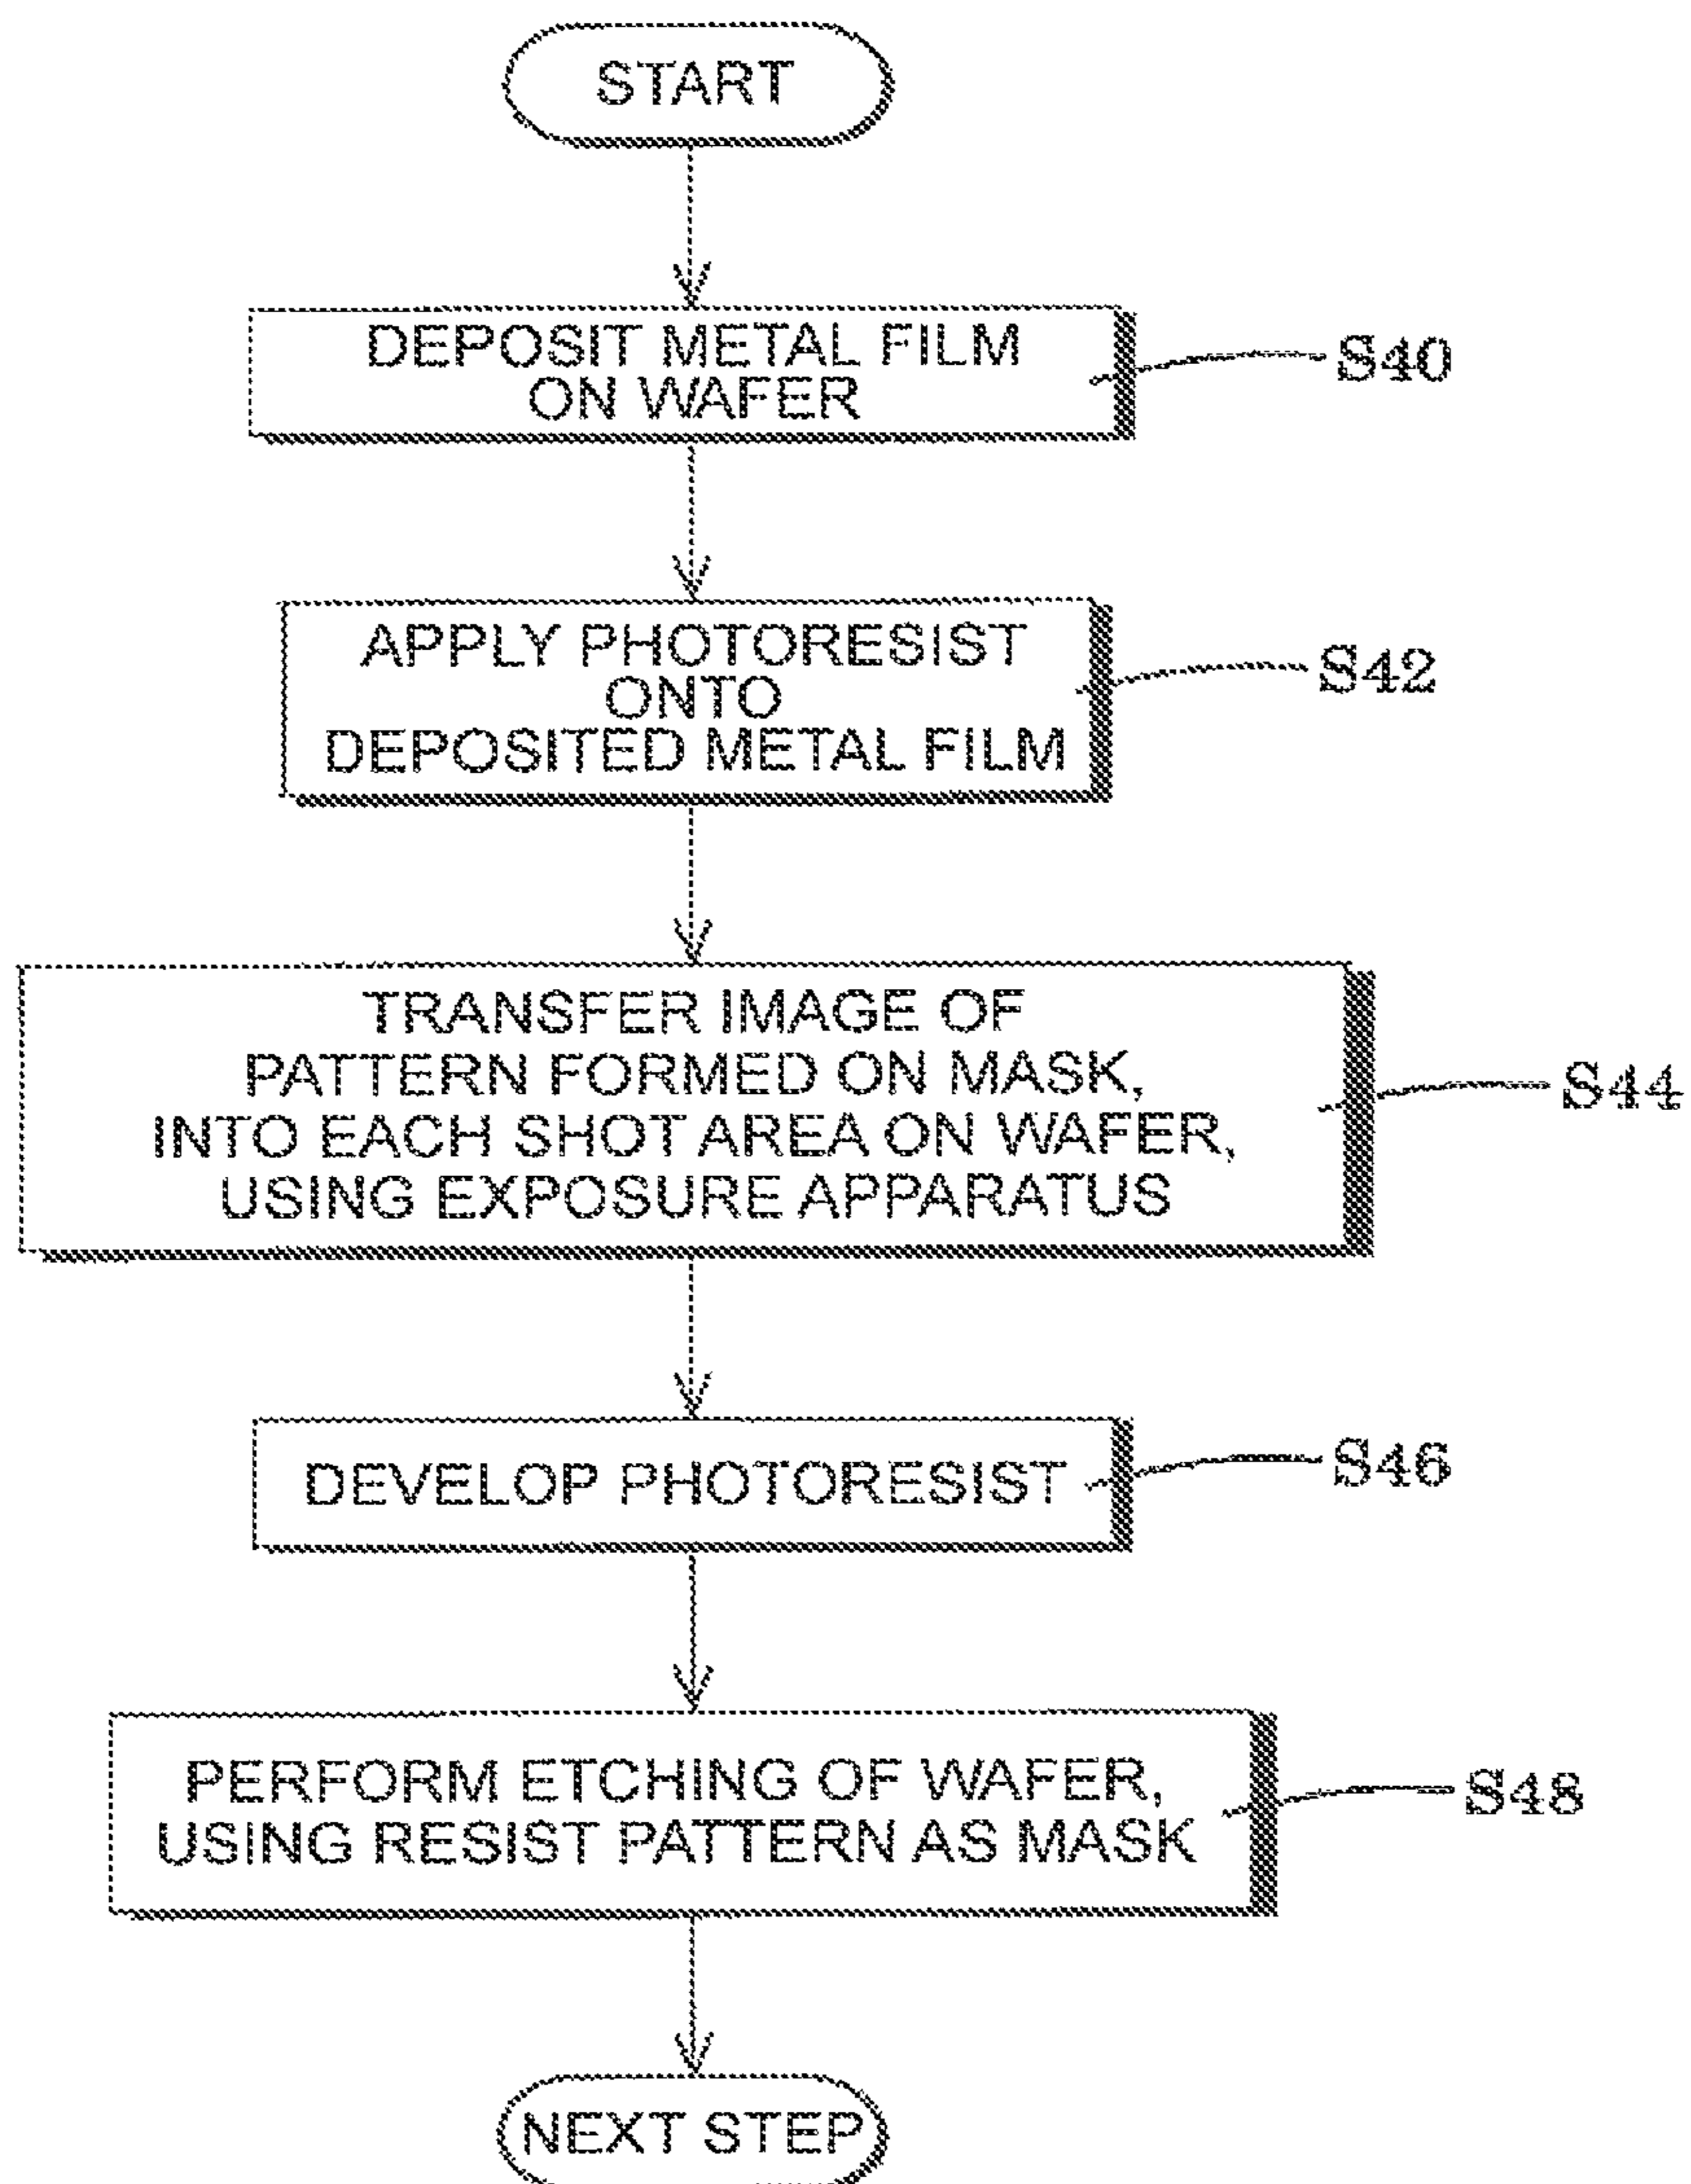 START
DEPOSIT METAL FILM
ON WAFER
S40
APPLY PHOTORESIST
ONTO
DEPOSITED METAL FILM
S42
TRANSFER IMAGE OF
PATTERN FORMED ON MASK,
INTO EACH SHOT AREA ON WAFER,
USING EXPOSURE APPARATUS
S44
DEVELOP PHOTORESIST
S46
PERFORM ETCHING OF WAFER,
USING RESIST PATTERN AS MASK
S48
NEXT STEP